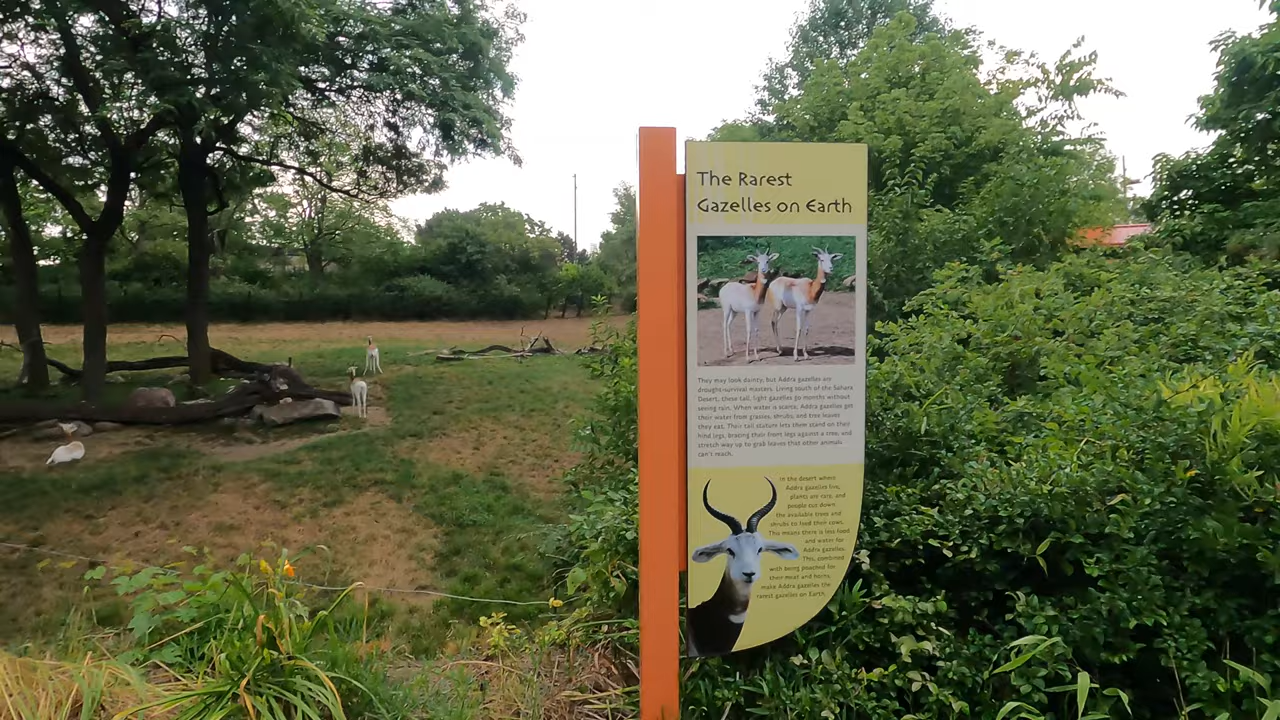 The Rarest
Gazelles on Earth
They may look dainty, but Addra gazelles are
drought-survival masters. Living south of the Sahara
Desert, these tall, light gazelles go months without
seeing rain. When water is scarce, Addra gazelles get
their water from grasses, shrubs, and tree leaves
they eat. Their tall stature lets them stand on their
hind legs, bracing their front legs against a tree, and
stretch way up to grab leaves that other animals
can't reach.
In the desert where
Addra gazelles live,
plants are rare, and
people cut down
the available trees and
shrubs to feed their cows.
This means there is less food
and water for
Addra gazelles.
This, combined
with being poached for
their meat and horns,
make Addra gazelles the
rarest gazelles on Earth.